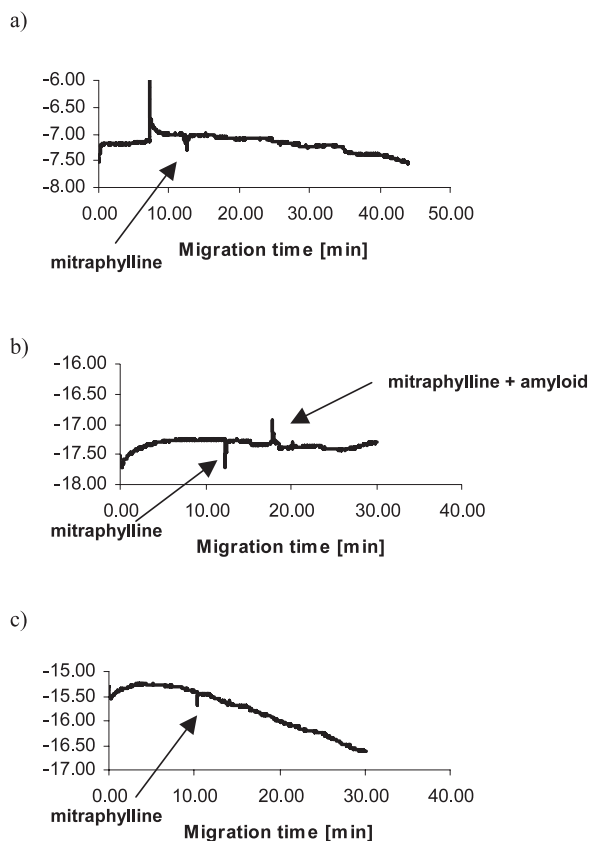 a)
-6.00
-6.50
-7.00
-7.50
-8.00
0.00 10.00 20.00 30.00 40.00 50.00
mitraphylline
Migration time [min]
b)
-16.00
-16.50
-17.00
-17.50
-18.00
mitraphylline + amyloid
0.00 10.00 20.00 30.00 40.00
mitraphylline
Migration time [min]
c)
-15.00
-15.50
-16.00
-16.50
-17.00
0.00 10.00 20.00 30.00 40.00
mitraphylline
Migration time [min]